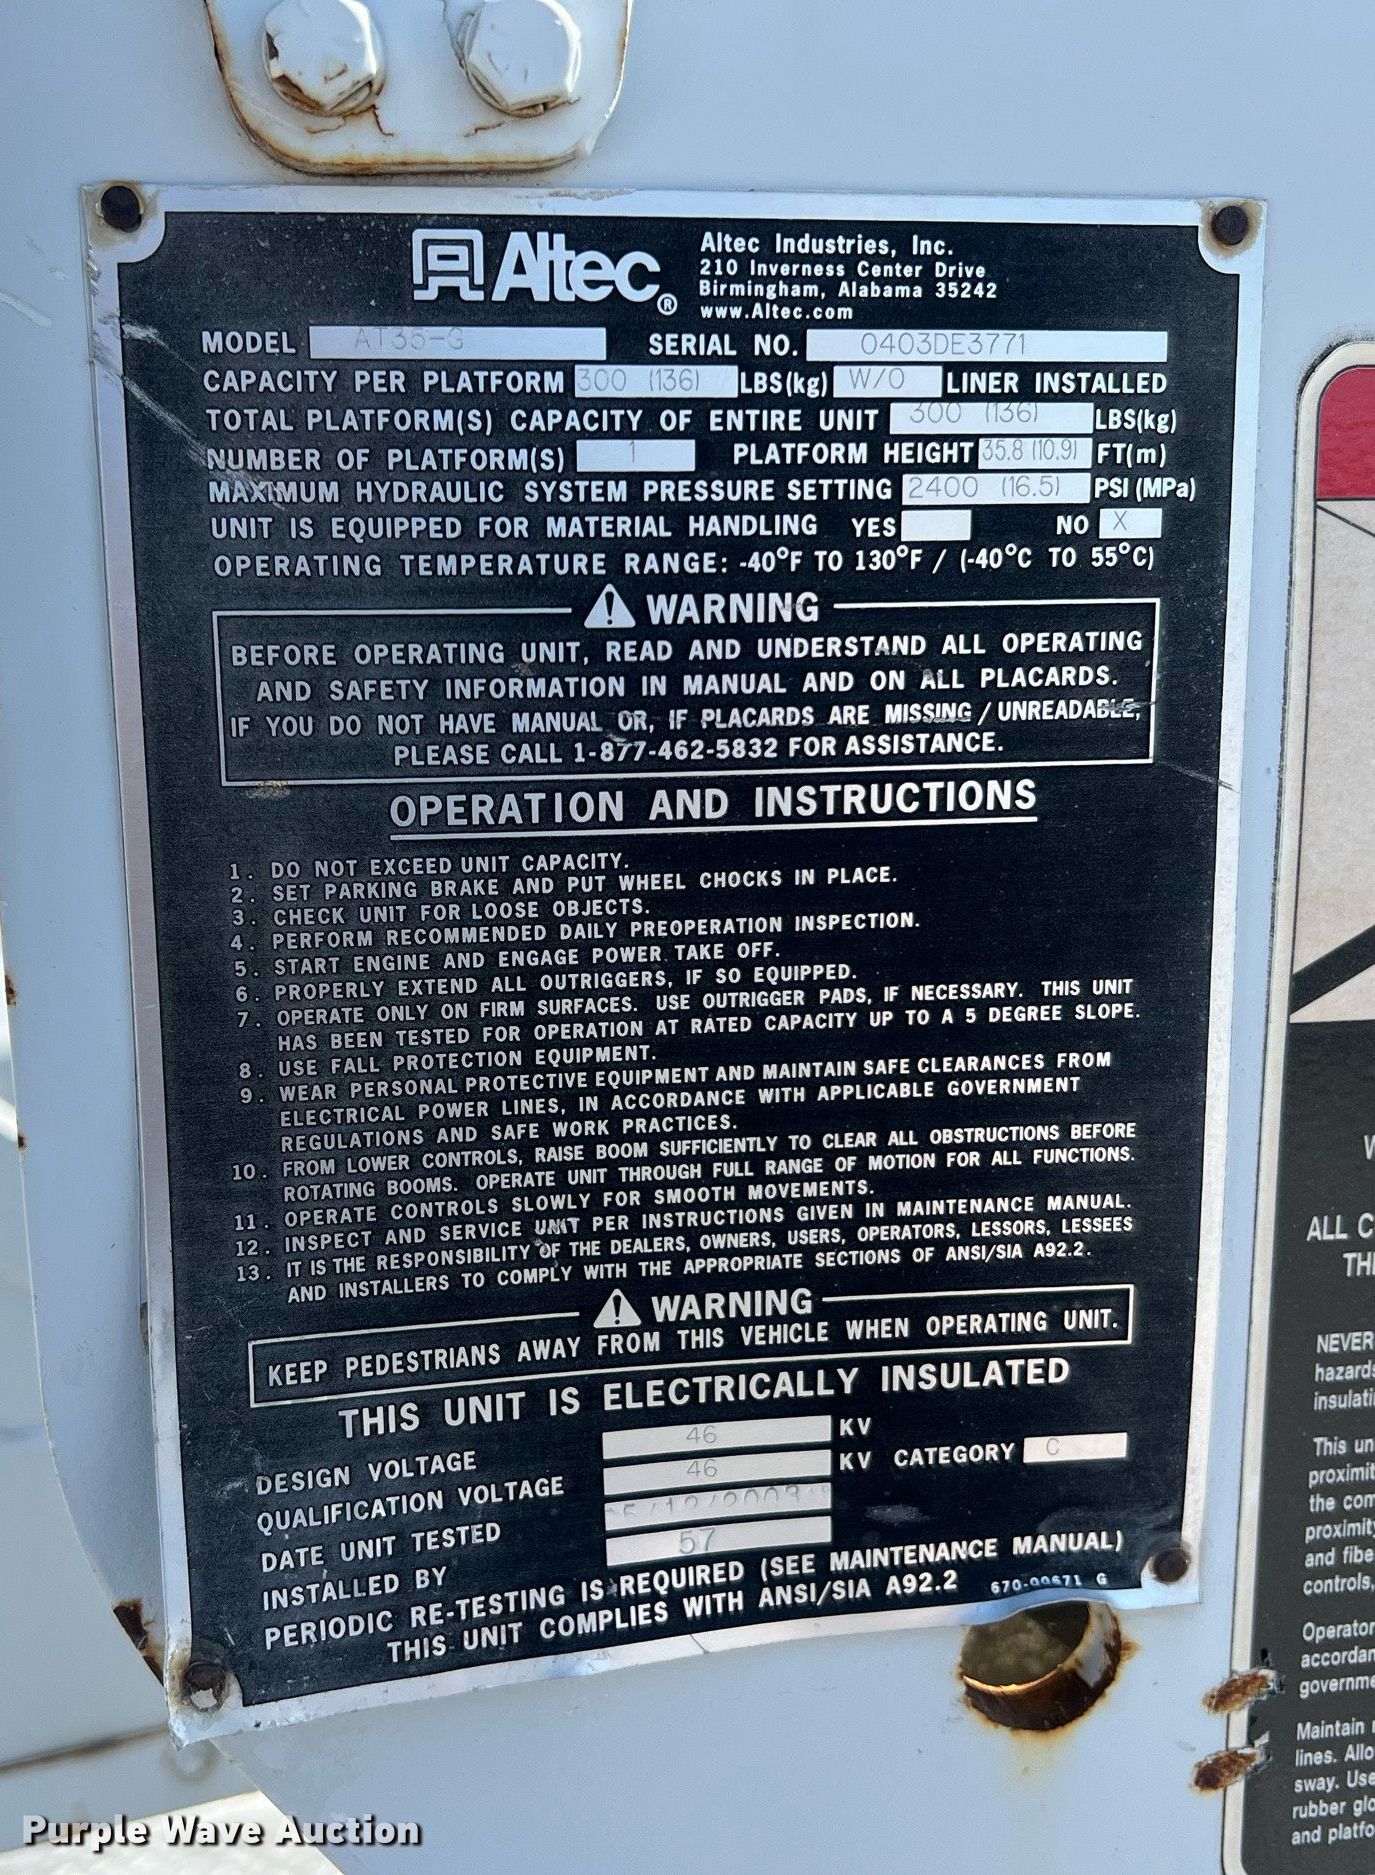 Altec®
Altec Industries, Inc.
210 Inverness Center Drive
Birmingham, Alabama 35242
www.Altec.com
MODEL AT35-G SERIAL NO. 0403DE3771
CAPACITY PER PLATFORM 300 (136) LBS(kg) W/O LINER INSTALLED
TOTAL PLATFORM(S) CAPACITY OF ENTIRE UNIT 300 (136) LBS(kg)
NUMBER OF PLATFORM(S) 1 PLATFORM HEIGHT 35.8 (10.9) FT(m)
MAXIMUM HYDRAULIC SYSTEM PRESSURE SETTING 2400 (16.5) PSI (MPa)
UNIT IS EQUIPPED FOR MATERIAL HANDLING YES NO X
OPERATING TEMPERATURE RANGE: -40°F TO 130°F / (-40°C TO 55°C)
WARNING
BEFORE OPERATING UNIT, READ AND UNDERSTAND ALL OPERATING
AND SAFETY INFORMATION IN MANUAL AND ON ALL PLACARDS.
IF YOU DO NOT HAVE MANUAL OR, IF PLACARDS ARE MISSING / UNREADABLE,
PLEASE CALL 1-877-462-5832 FOR ASSISTANCE.
OPERATION AND INSTRUCTIONS
1. DO NOT EXCEED UNIT CAPACITY.
2. SET PARKING BRAKE AND PUT WHEEL CHOCKS IN PLACE.
3. CHECK UNIT FOR LOOSE OBJECTS.
4. PERFORM RECOMMENDED DAILY PREOPERATION INSPECTION.
5. START ENGINE AND ENGAGE POWER TAKE OFF.
6. PROPERLY EXTEND ALL OUTRIGGERS, IF SO EQUIPPED.
7. OPERATE ONLY ON FIRM SURFACES. USE OUTRIGGER PADS, IF NECESSARY. THIS UNIT
HAS BEEN TESTED FOR OPERATION AT RATED CAPACITY UP TO A 5 DEGREE SLOPE.
8. USE FALL PROTECTION EQUIPMENT.
9. WEAR PERSONAL PROTECTIVE EQUIPMENT AND MAINTAIN SAFE CLEARANCES FROM
ELECTRICAL POWER LINES, IN ACCORDANCE WITH APPLICABLE GOVERNMENT
REGULATIONS AND SAFE WORK PRACTICES.
10. FROM LOWER CONTROLS, RAISE BOOM SUFFICIENTLY TO CLEAR ALL OBSTRUCTIONS BEFORE
ROTATING BOOMS. OPERATE UNIT THROUGH FULL RANGE OF MOTION FOR ALL FUNCTIONS.
11. OPERATE CONTROLS SLOWLY FOR SMOOTH MOVEMENTS.
12. INSPECT AND SERVICE UNIT PER INSTRUCTIONS GIVEN IN MAINTENANCE MANUAL.
13. IT IS THE RESPONSIBILITY OF THE DEALERS, OWNERS, USERS, OPERATORS, LESSORS, LESSEES
AND INSTALLERS TO COMPLY WITH THE APPROPRIATE SECTIONS OF ANSI/SIA A92.2.
WARNING
KEEP PEDESTRIANS AWAY FROM THIS VEHICLE WHEN OPERATING UNIT.
THIS UNIT IS ELECTRICALLY INSULATED
DESIGN VOLTAGE 46 KV
QUALIFICATION VOLTAGE 46 KV CATEGORY C
DATE UNIT TESTED
INSTALLED BY 57
PERIODIC RE-TESTING IS REQUIRED (SEE MAINTENANCE MANUAL)
THIS UNIT COMPLIES WITH ANSI/SIA A92.2 670-00671 G
ALL
NEVER
This
the
proximity
and
controls,
Operator
Maintain
lines.
sway. Use
rubber
and
Purple Wave Auction